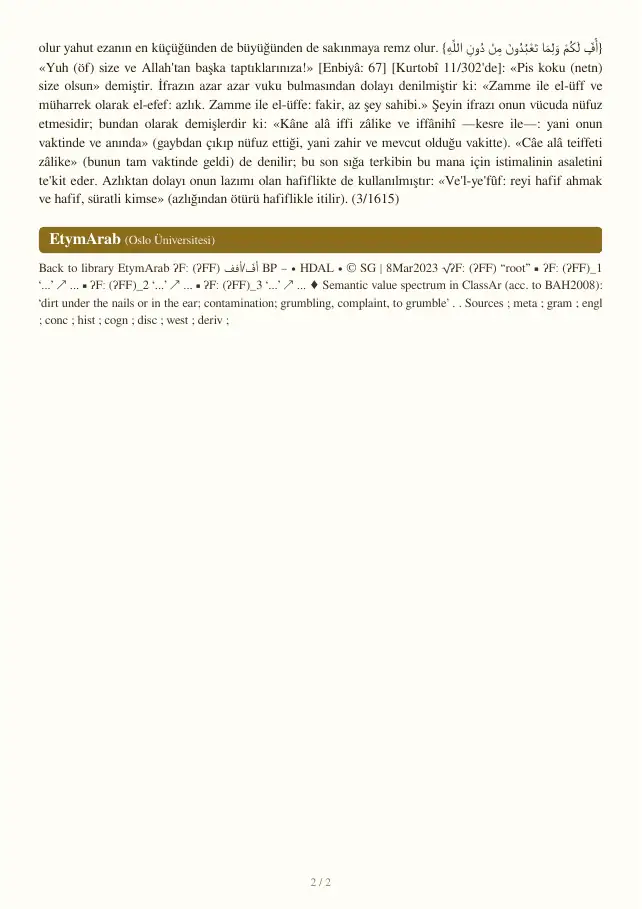 olur yahut ezanın en küçüğünden de büyüğünden de sakınmaya remz olur. {أُفٍّ لَكُمْ وَلِمَا تَعْبُدُونَ مِنْ دُونِ اللَّهِ}
«Yuh (öf) size ve Allah'tan başka taptıklarınıza!» [Enbiyâ: 67] [Kurtobî 11/302'de]: «Pis koku (netn)
size olsun» demiştir. İfrazın azar azar vuku bulmasından dolayı denilmiştir ki: «Zamme ile el-üff ve
müharrek olarak el-efef: azlık. Zamme ile el-üffe: fakir, az şey sahibi.» Şeyin ifrazı onun vücuda nüfuz
etmesidir; bundan olarak demişlerdir ki: «Kâne alâ iffi zâlike ve iffânihî —kesre ile—: yani onun
vaktinde ve anında» (gaybdan çıkıp nüfuz ettiği, yani zahir ve mevcut olduğu vakitte). «Câe alâ teiffeti
zâlike» (bunun tam vaktinde geldi) de denilir; bu son sığa terkibin bu mana için istimalinin asaletini
te'kit eder. Azlıktan dolayı onun lazımı olan hafiflikte de kullanılmıştır: «Ve'l-ye'fûf: reyi hafif ahmak
ve hafif, süratli kimse» (azlığından ötürü hafiflikle itilir). (3/1615)
EtymArab (Oslo Üniversitesi)
Back to library EtymArab ʔF: (ʔFF) أفّ/أفف BP – • HDAL • © SG | 8Mar2023 √ʔF: (ʔFF) “root” ▪ ʔF: (ʔFF)_1
‘...’ ↗ ... ▪ ʔF: (ʔFF)_2 ‘...’ ↗ ... ▪ ʔF: (ʔFF)_3 ‘...’ ↗ ... ♦ Semantic value spectrum in ClassAr (acc. to BAH2008):
‘dirt under the nails or in the ear; contamination; grumbling, complaint, to grumble’ . . Sources ; meta ; gram ; engl
; conc ; hist ; cogn ; disc ; west ; deriv ;
2 / 2